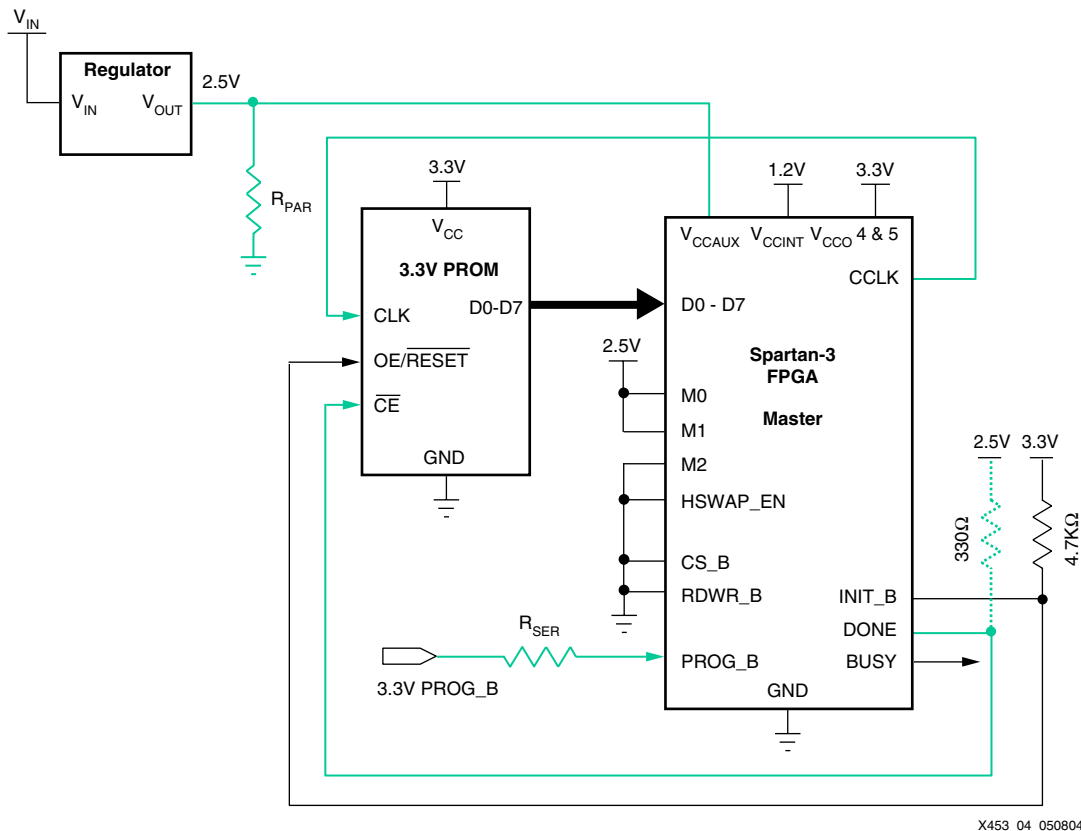 VIN
Regulator
VIN
VOUT
2.5V
RPAR
3.3V
VCC
3.3V PROM
CLK
D0-D7
OE/RESET
CE
GND
1.2V
3.3V
VCCAUX VCCINT VCCO 4 & 5
CCLK
D0 - D7
Spartan-3
FPGA
Master
2.5V
M0
M1
M2
HSWAP_EN
CS_B
RDWR_B
PROG_B
GND
INIT_B
DONE
BUSY
2.5V 3.3V
330Ω
4.7KΩ
RSER
3.3V PROG_B
X453_04_050804